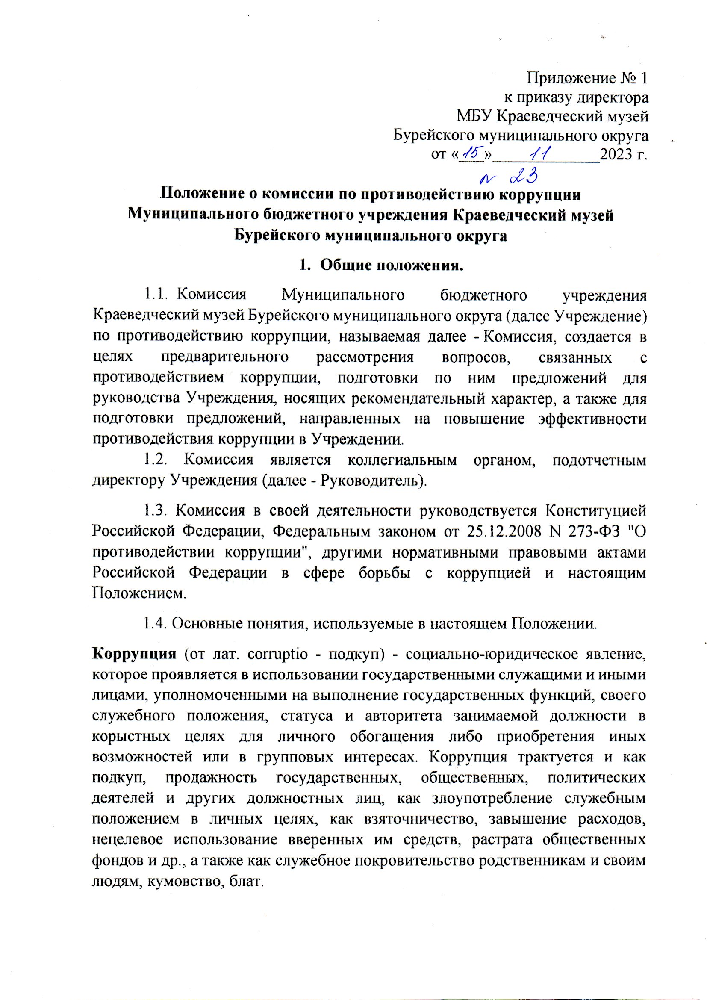 Приложение № 1
к приказу директора
МБУ Краеведческий музей
Бурейского муниципального округа
от «15» 11 2023 г.
N 23
Положение о комиссии по противодействию коррупции
Муниципального бюджетного учреждения Краеведческий музей
Бурейского муниципального округа
1. Общие положения.
1.1. Комиссия Муниципального бюджетного учреждения
Краеведческий музей Бурейского муниципального округа (далее Учреждение)
по противодействию коррупции, называемая далее - Комиссия, создается в
целях предварительного рассмотрения вопросов, связанных с
противодействием коррупции, подготовки по ним предложений для
руководства Учреждения, носящих рекомендательный характер, а также для
подготовки предложений, направленных на повышение эффективности
противодействия коррупции в Учреждении.
1.2. Комиссия является коллегиальным органом, подотчетным
директору Учреждения (далее - Руководитель).
1.3. Комиссия в своей деятельности руководствуется Конституцией
Российской Федерации, Федеральным законом от 25.12.2008 N 273-ФЗ "О
противодействии коррупции", другими нормативными правовыми актами
Российской Федерации в сфере борьбы с коррупцией и настоящим
Положением.
1.4. Основные понятия, используемые в настоящем Положении.
Коррупция (от лат. corruptio - подкуп) - социально-юридическое явление,
которое проявляется в использовании государственными служащими и иными
лицами, уполномоченными на выполнение государственных функций, своего
служебного положения, статуса и авторитета занимаемой должности в
корыстных целях для личного обогащения либо приобретения иных
возможностей или в групповых интересах. Коррупция трактуется и как
подкуп, продажность государственных, общественных, политических
деятелей и других должностных лиц, как злоупотребление служебным
положением в личных целях, как взяточничество, завышение расходов,
нецелевое использование вверенных им средств, растрата общественных
фондов и др., а также как служебное покровительство родственникам и своим
людям, кумовство, блат.